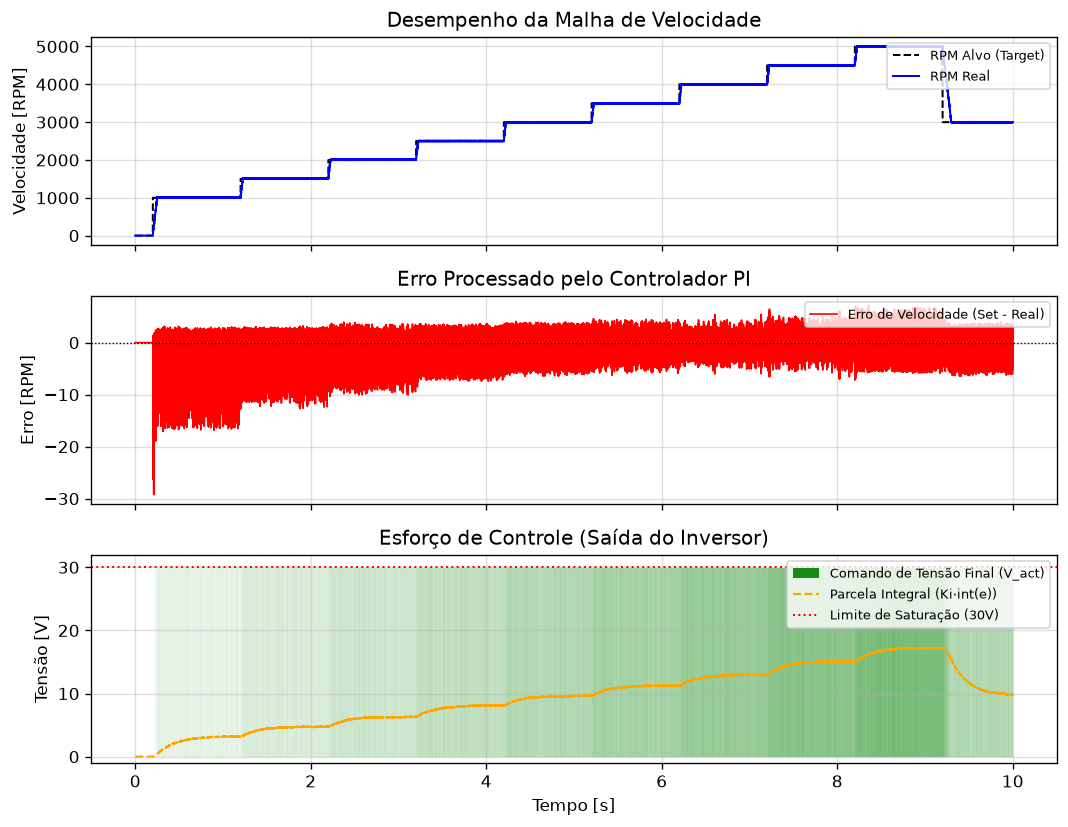 Desempenho da Malha de Velocidade
5000
4000
3000
2000
1000
0
Velocidade [RPM]
RPM Alvo (Target)
RPM Real
Erro Processado pelo Controlador PI
0
−10
−20
−30
Erro [RPM]
Erro de Velocidade (Set - Real)
Esforço de Controle (Saída do Inversor)
30
20
10
0
Tensão [V]
Comando de Tensão Final (V_act)
Parcela Integral (Ki·int(e))
Limite de Saturação (30V)
0 2 4 6 8 10
Tempo [s]